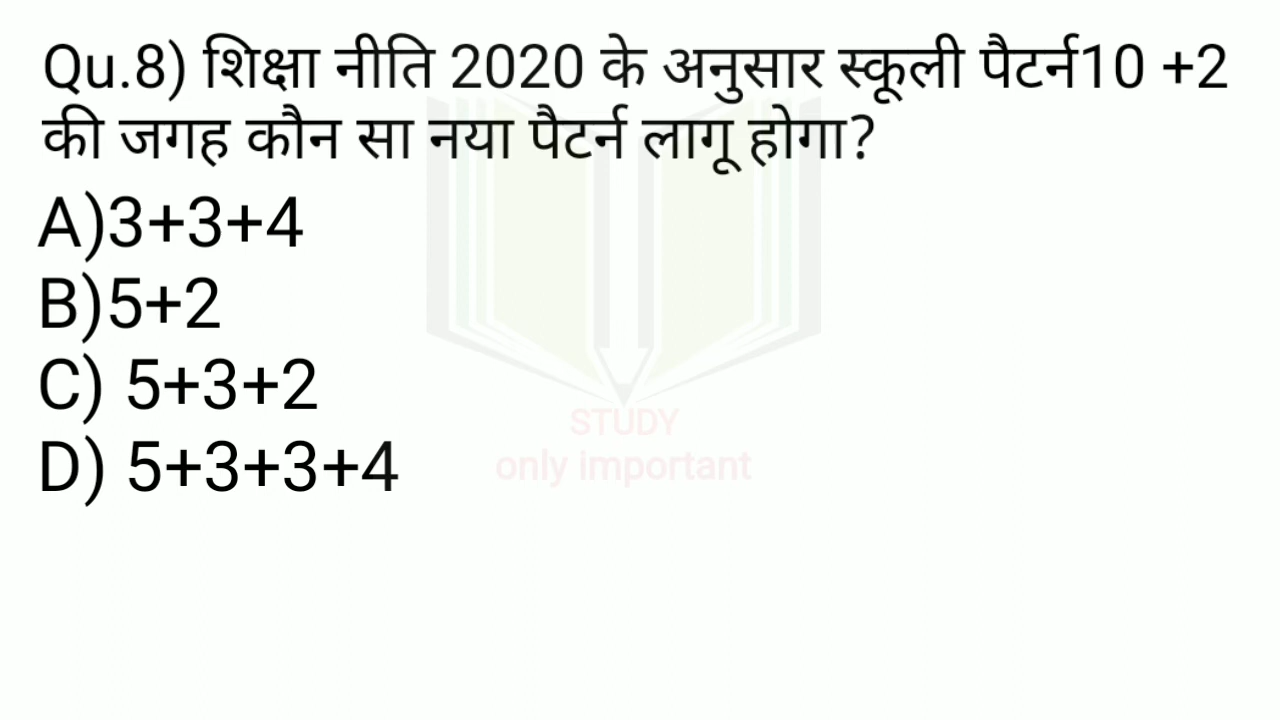 Qu.8) शिक्षा नीति 2020 के अनुसार स्कूली पैटर्न10 +2
की जगह कौन सा नया पैटर्न लागू होगा?
A)3+3+4
B)5+2
C) 5+3+2
D) 5+3+3+4
STUDY
only important